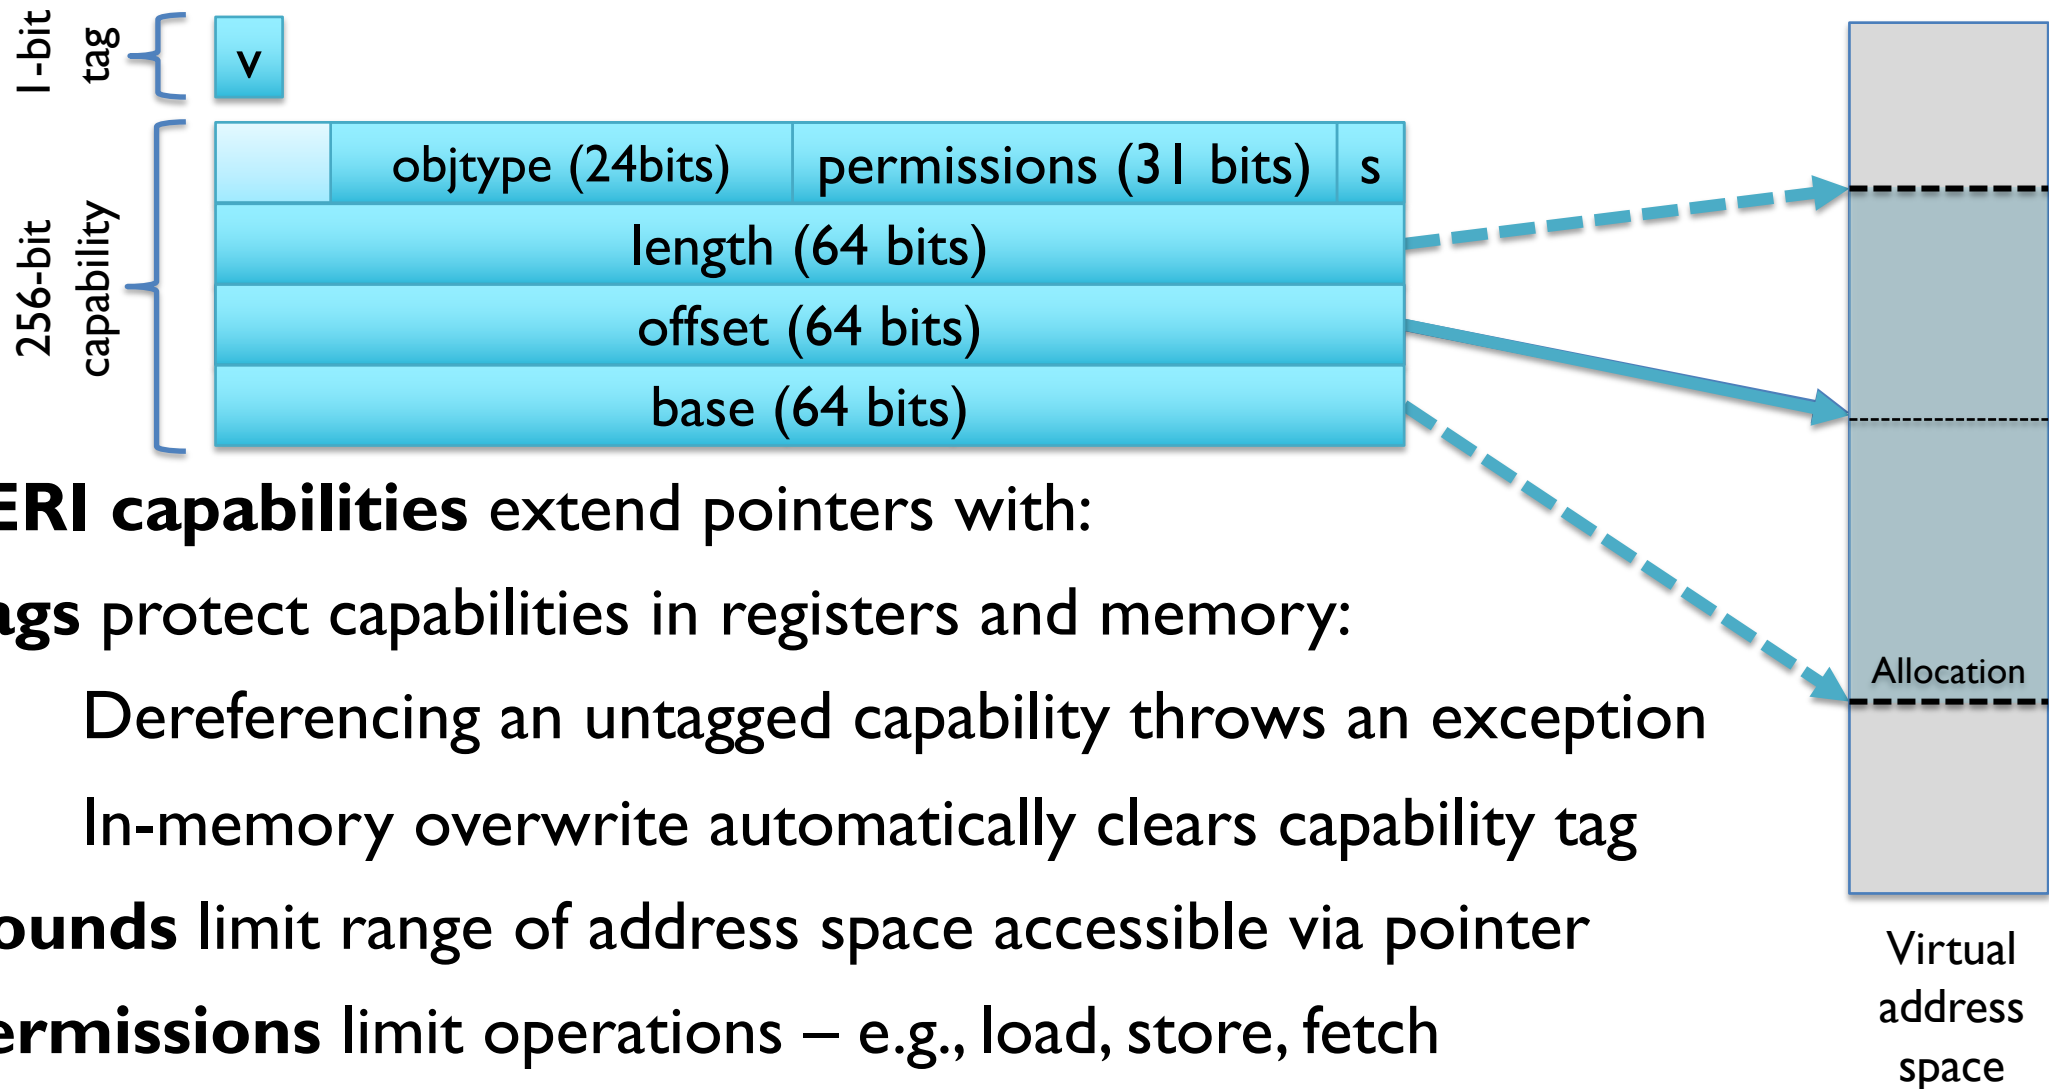 1-bit
tag
v
256-bit
capability
objtype (24bits)
permissions (31 bits)
s
length (64 bits)
offset (64 bits)
base (64 bits)
Allocation
Virtual
address
space
ERI capabilities extend pointers with:
ags protect capabilities in registers and memory:
Dereferencing an untagged capability throws an exception
In-memory overwrite automatically clears capability tag
ounds limit range of address space accessible via pointer
ermissions limit operations – e.g., load, store, fetch